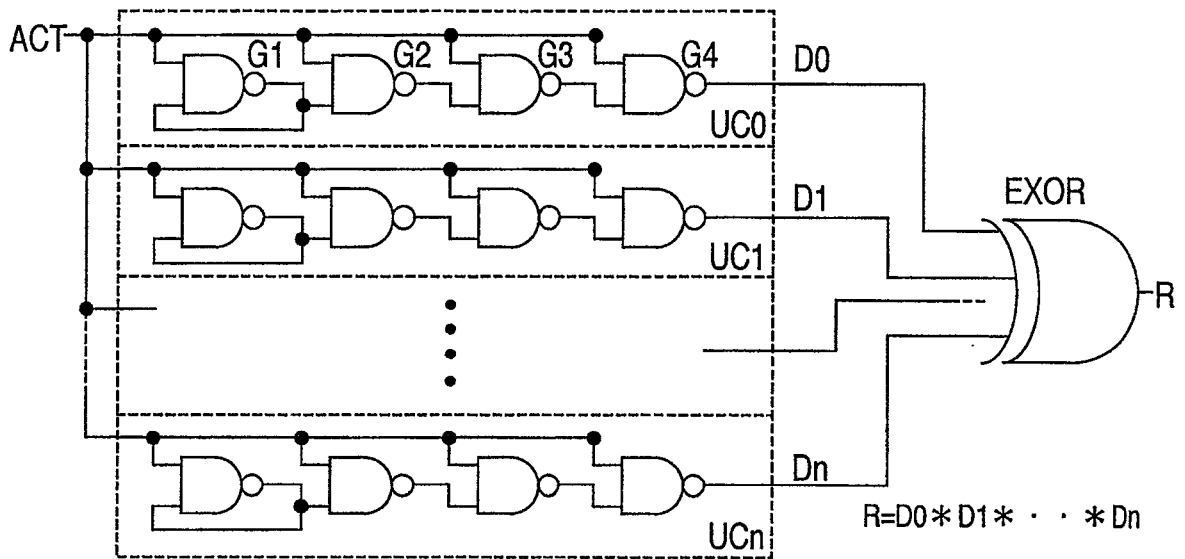 ACT
G1 G2 G3 G4 D0
UC0
D1
EXOR
UC1
R
Dn
R=D0*D1* · · *Dn
UCn